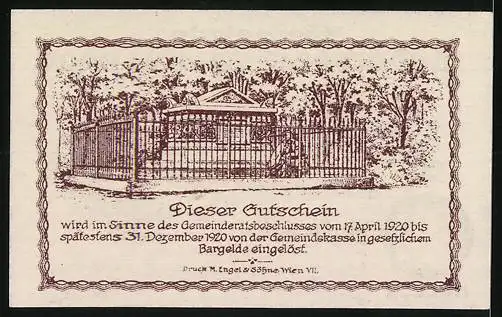 Dieser Gutschein
wird im Sinne des Gemeinderatsbeschlusses vom 17. April 1920 bis
spätestens 31. Dezember 1920 von der Gemeindekasse in gesetzlichem
Bargelde eingelöst.
Druck M. Engel & Söhne, Wien VII.